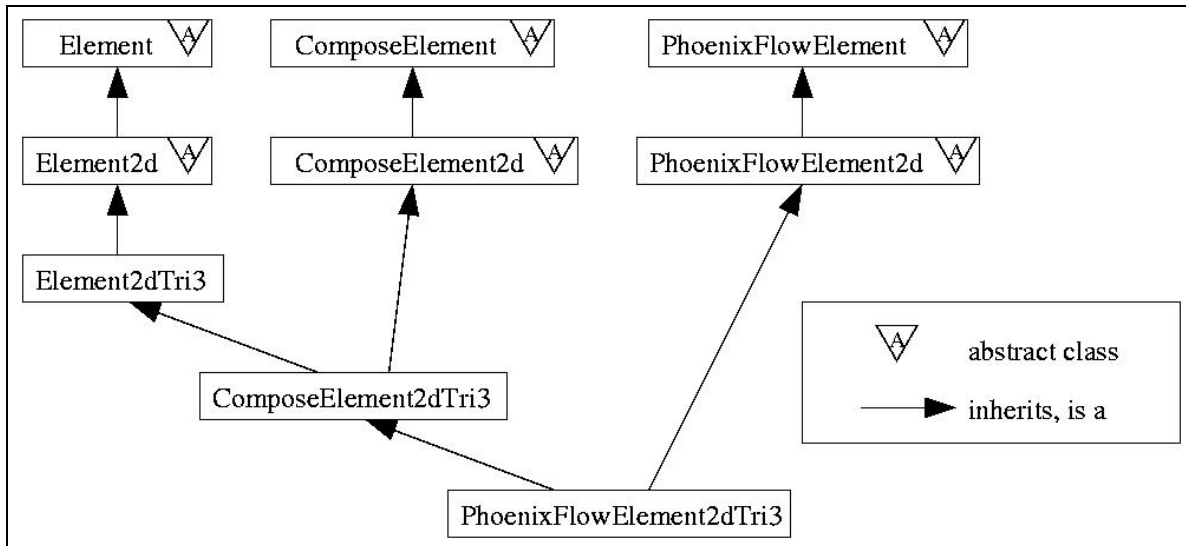 Element A ComposeElement A PhoenixFlowElement A
Element2d A ComposeElement2d A PhoenixFlowElement2d A
Element2dTri3
A abstract class
ComposeElement2dTri3
inherits, is a
PhoenixFlowElement2dTri3